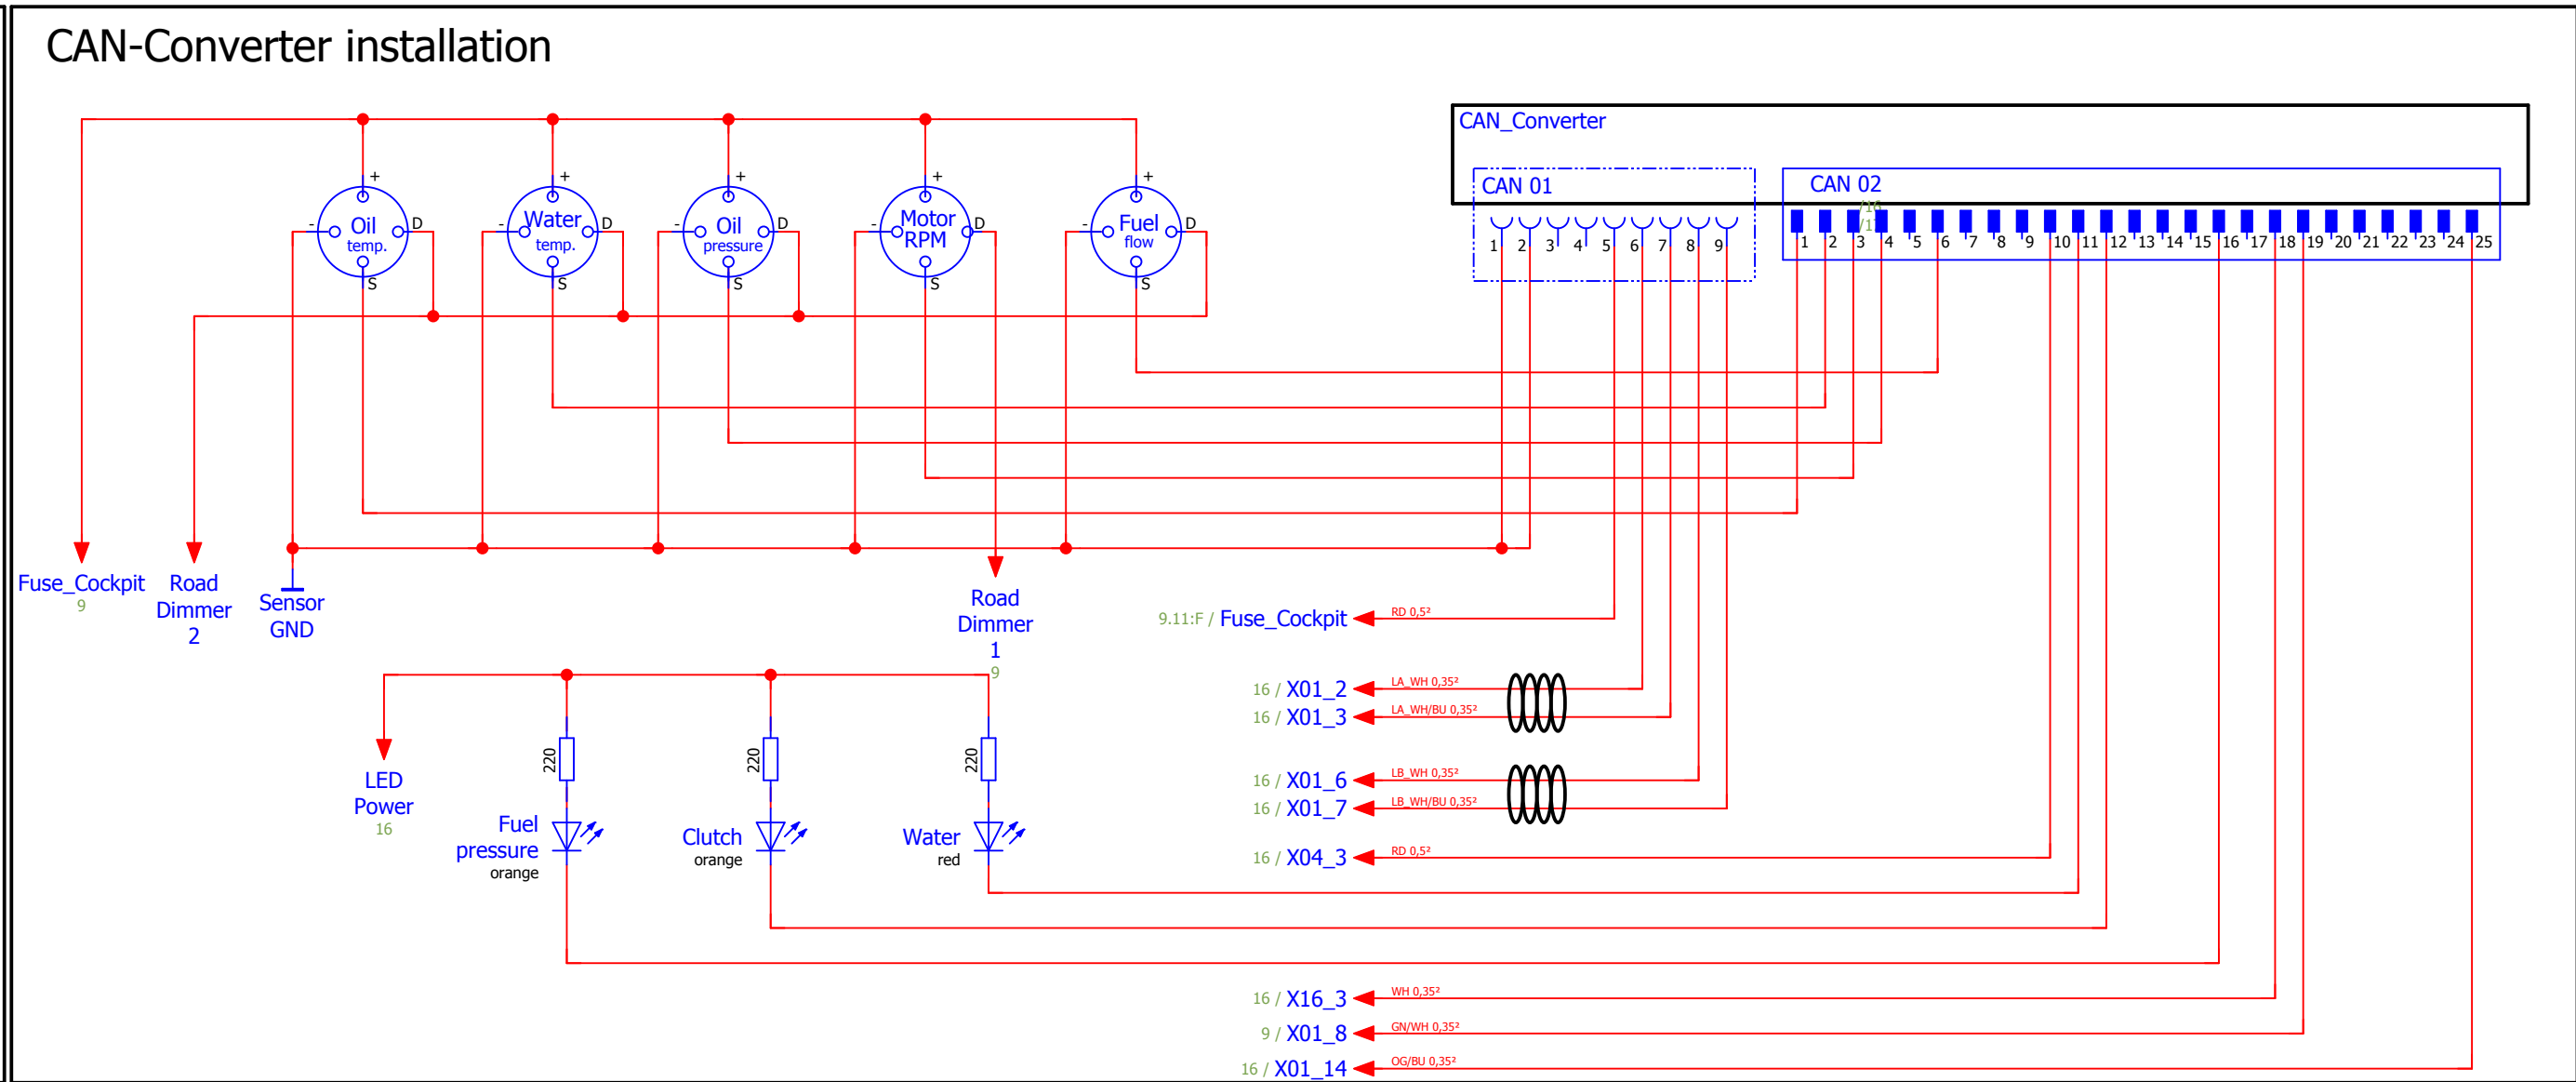 CAN-Converter installation
CAN_Converter
CAN 01
CAN 02
1 2 3 4 5 6 7 8 9
1 2 3 4 5 6 7 8 9 10 11 12 13 14 15 16 17 18 19 20 21 22 23 24 25
+
-
D
S
Oil
temp.
+
-
D
S
Water
temp.
+
-
D
S
Oil
pressure
+
-
D
S
Motor
RPM
+
-
D
S
Fuel
flow
Fuse_Cockpit
9
Road
Dimmer
2
Sensor
GND
Road
Dimmer
1
9
9.11:F / Fuse_Cockpit RD 0,5²
16 / X01_2 LA_WH 0,35²
16 / X01_3 LA_WH/BU 0,35²
16 / X01_6 LB_WH 0,35²
16 / X01_7 LB_WH/BU 0,35²
16 / X04_3 RD 0,5²
LED
Power
16
220
Fuel
pressure
orange
220
Clutch
orange
220
Water
red
16 / X16_3 WH 0,35²
9 / X01_8 GN/WH 0,35²
16 / X01_14 OG/BU 0,35²